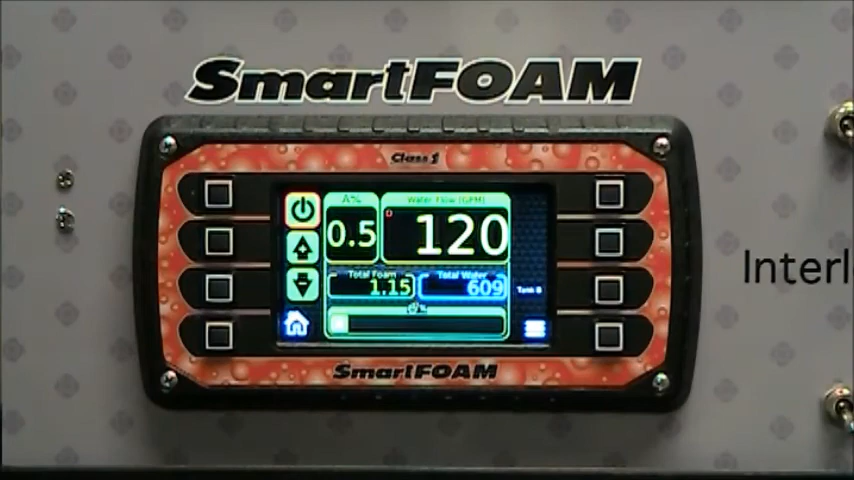 SmartFOAM
Class 1
A%
Water Flow (GPM)
0.5
120
Total Foam
Total Water
1.15
609
Tank B
Interl
SmartFOAM